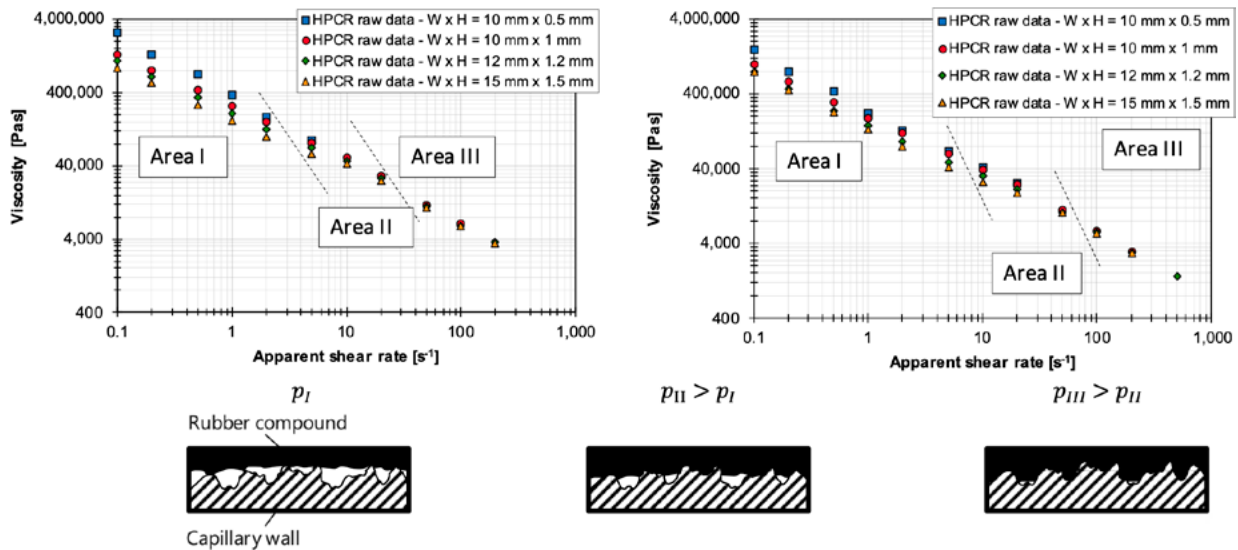 4,000,000
400,000
40,000
4,000
400
Viscosity [Pas]
HPCR raw data - W x H = 10 mm x 0.5 mm
HPCR raw data - W x H = 10 mm x 1 mm
HPCR raw data - W x H = 12 mm x 1.2 mm
HPCR raw data - W x H = 15 mm x 1.5 mm
Area I
Area III
Area II
0.1 1 10 100 1,000
Apparent shear rate [s⁻¹]
4,000,000
400,000
40,000
4,000
400
Viscosity [Pas]
HPCR raw data - W x H = 10 mm x 0.5 mm
HPCR raw data - W x H = 10 mm x 1 mm
HPCR raw data - W x H = 12 mm x 1.2 mm
HPCR raw data - W x H = 15 mm x 1.5 mm
Area I
Area III
Area II
0.1 1 10 100 1,000
Apparent shear rate [s⁻¹]
p_I
p_II > p_I
p_III > p_II
Rubber compound
Capillary wall